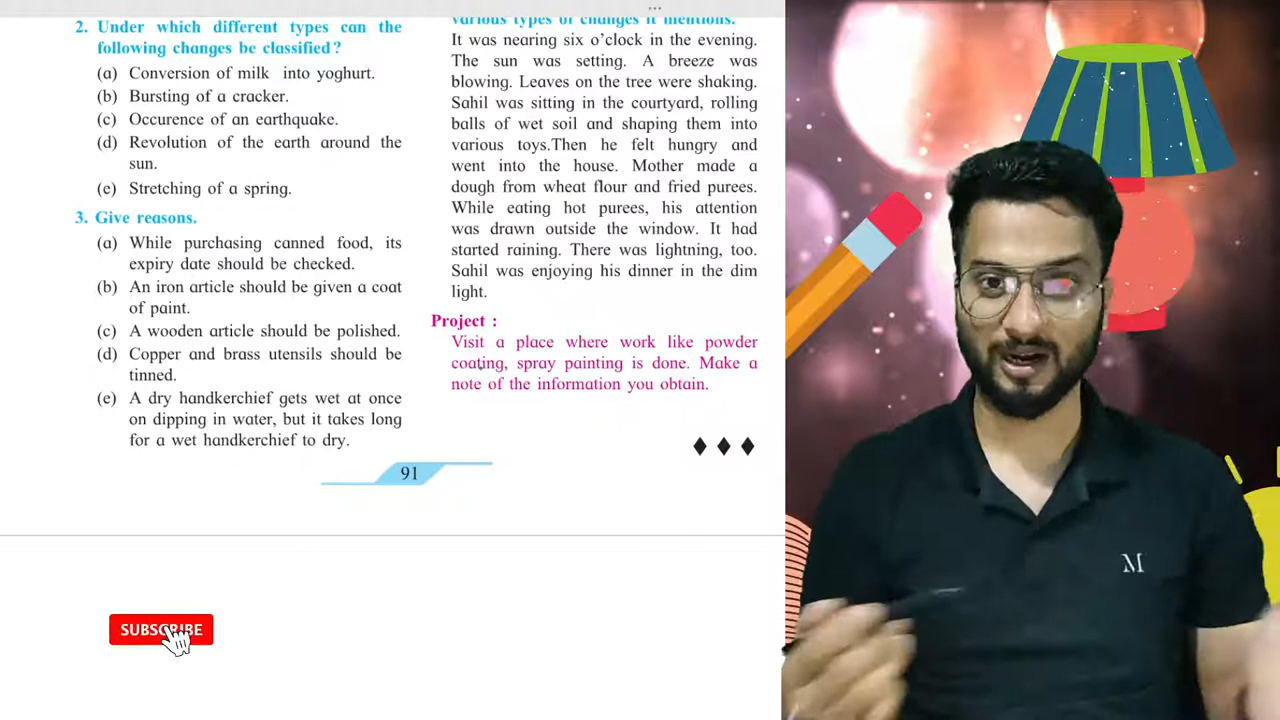 2. Under which different types can the
following changes be classified?
(a) Conversion of milk into yoghurt.
(b) Bursting of a cracker.
(c) Occurence of an earthquake.
(d) Revolution of the earth around the
sun.
(e) Stretching of a spring.
3. Give reasons.
(a) While purchasing canned food, its
expiry date should be checked.
(b) An iron article should be given a coat
of paint.
(c) A wooden article should be polished.
(d) Copper and brass utensils should be
tinned.
(e) A dry handkerchief gets wet at once
on dipping in water, but it takes long
for a wet handkerchief to dry.
various types of changes it mentions.
It was nearing six o’clock in the evening.
The sun was setting. A breeze was
blowing. Leaves on the tree were shaking.
Sahil was sitting in the courtyard, rolling
balls of wet soil and shaping them into
various toys.Then he felt hungry and
went into the house. Mother made a
dough from wheat flour and fried purees.
While eating hot purees, his attention
was drawn outside the window. It had
started raining. There was lightning, too.
Sahil was enjoying his dinner in the dim
light.
Project :
Visit a place where work like powder
coating, spray painting is done. Make a
note of the information you obtain.
91
SUBSCRIBE
M